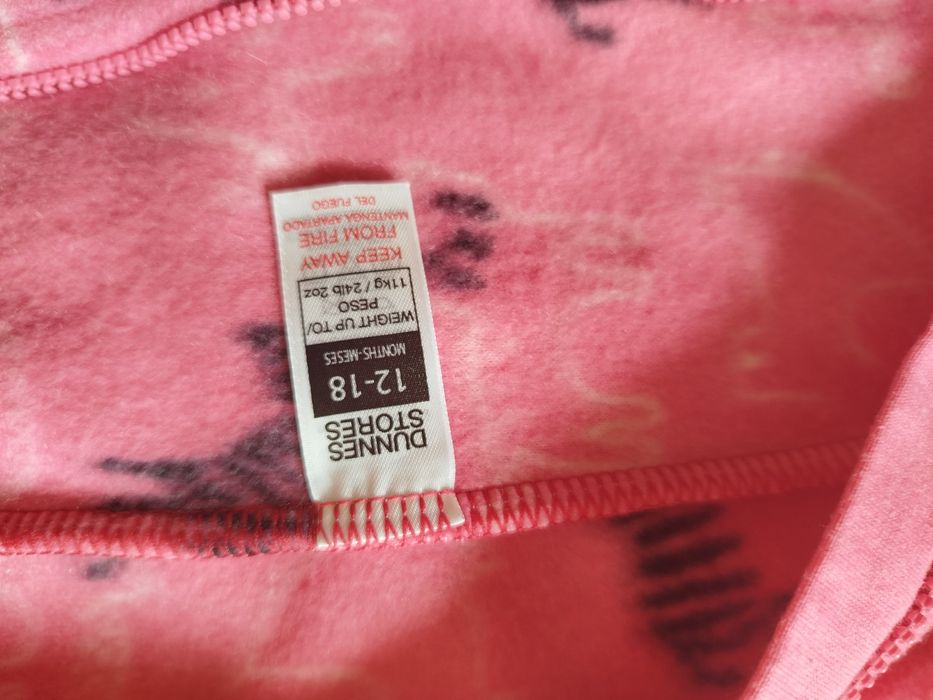 DUNNES
STORES
12-18
MONTHS-MESES
WEIGHT UP TO/
PESO
11kg / 24lb 2oz
KEEP AWAY
FROM FIRE
MANTENGA APARTADO
DEL FUEGO